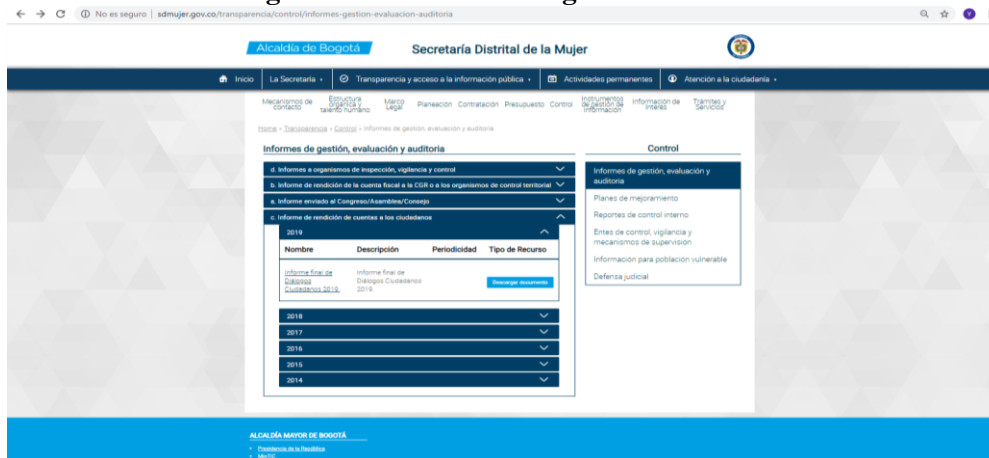 No es seguro | sdmujer.gov.co/transparencia/control/informes-gestion-evaluacion-auditoria
Alcaldía de Bogotá
Secretaría Distrital de la Mujer
Inicio
La Secretaría
Transparencia y acceso a la información pública
Actividades permanentes
Atención a la ciudadanía
Mecanismos de contacto
Estructura orgánica y talento humano
Marco Legal
Planeación
Contratación
Presupuesto
Control
Instrumentos de gestión de información
Información de interés
Trámites y Servicios
Home » Transparencia » Control » Informes de gestión, evaluación y auditoria
Informes de gestión, evaluación y auditoria
d. Informes a organismos de inspección, vigilancia y control
b. Informe de rendición de la cuenta fiscal a la CGR o a los organismos de control territorial
a. Informe enviado al Congreso/Asamblea/Consejo
c. Informe de rendición de cuentas a los ciudadanos
2019
Nombre Descripción Periodicidad Tipo de Recurso
Informe final de
Diálogos
Ciudadanos 2019.
Informe final de
Diálogos Ciudadanos
2019.
Descargar documento
2018
2017
2016
2015
2014
Control
Informes de gestión, evaluación y
auditoria
Planes de mejoramiento
Reportes de control interno
Entes de control, vigilancia y
mecanismos de supervisión
Información para población vulnerable
Defensa judicial
ALCALDÍA MAYOR DE BOGOTÁ
Presidencia de la República
MinTIC